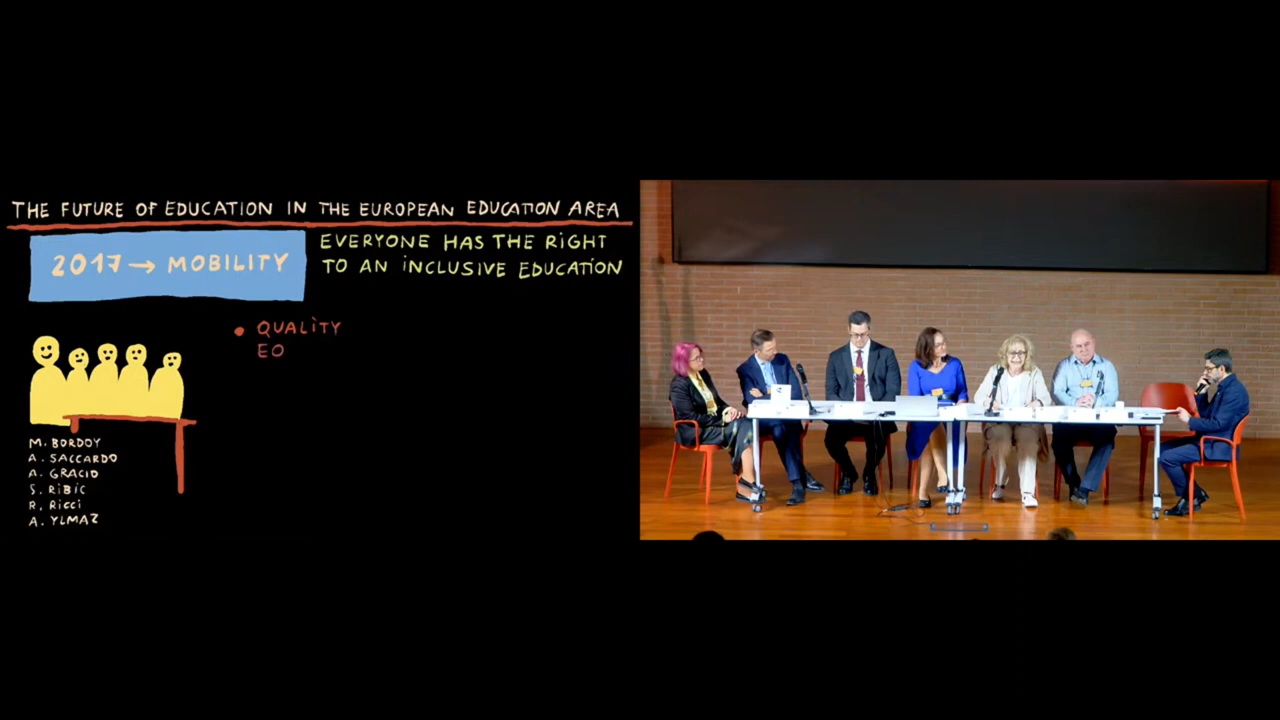 THE FUTURE OF EDUCATION IN THE EUROPEAN EDUCATION AREA
2017 → MOBILITY
EVERYONE HAS THE RIGHT
TO AN INCLUSIVE EDUCATION
• QUALITY
EO
M. BORDOY
A. SACCARDO
A. GRACIO
S. RIBIC
R. RICCI
A. YLMAZ